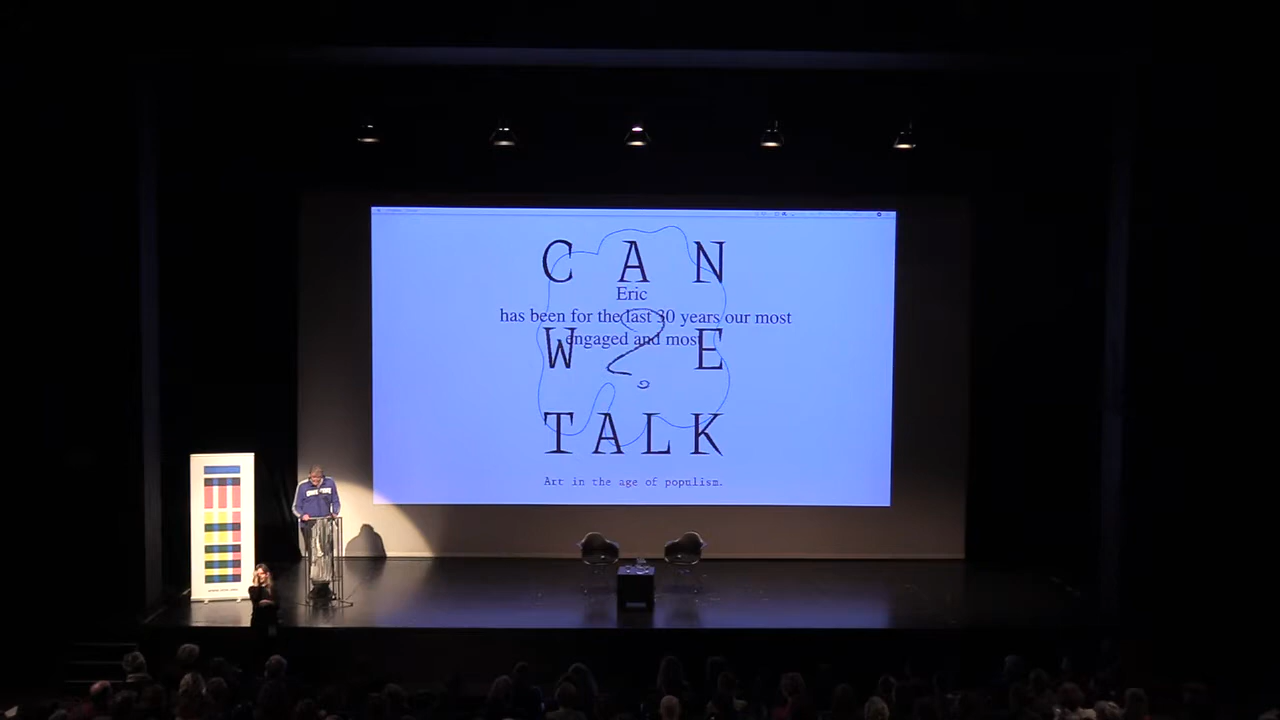 C A N
Eric
has been for the last 30 years our most
engaged and most
W ? E
T A L K
Art in the age of populism.